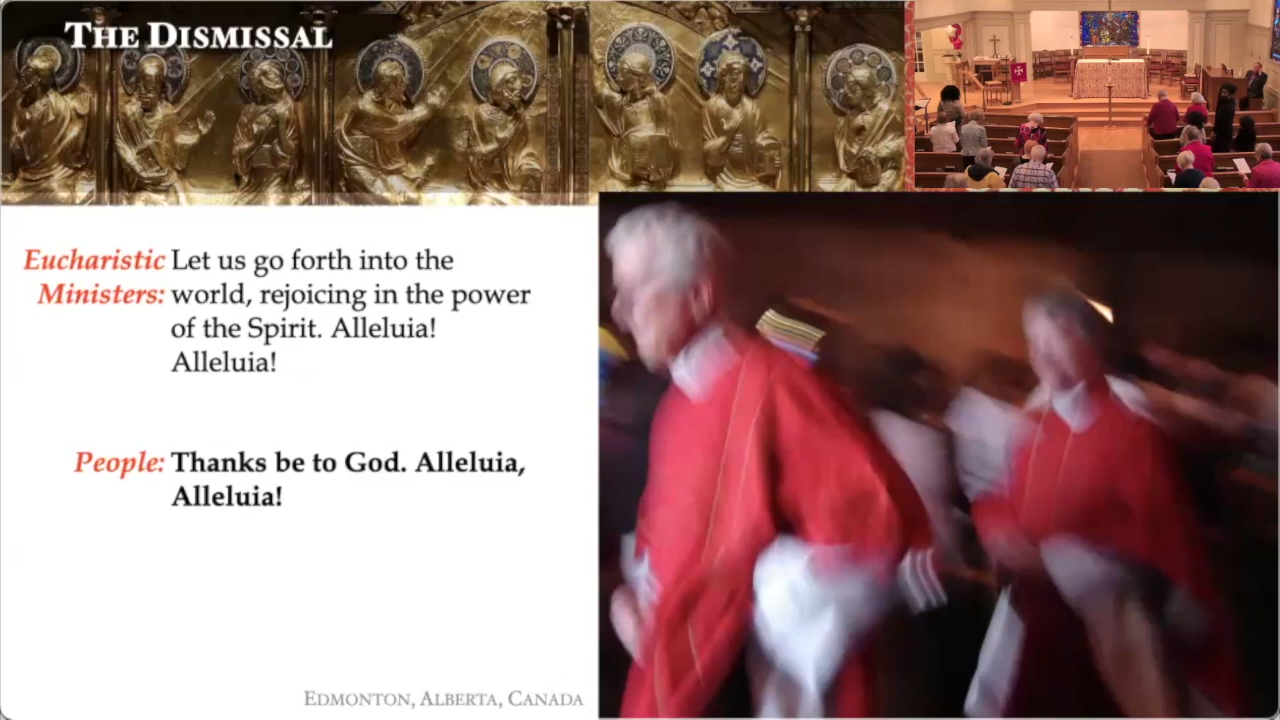 THE DISMISSAL
Eucharistic Let us go forth into the
Ministers: world, rejoicing in the power
of the Spirit. Alleluia!
Alleluia!
People: Thanks be to God. Alleluia,
Alleluia!
EDMONTON, ALBERTA, CANADA